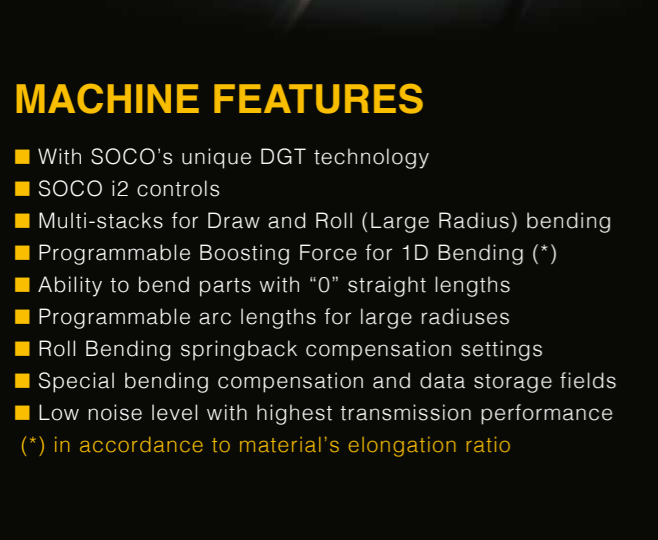 MACHINE FEATURES
■ With SOCO's unique DGT technology
■ SOCO i2 controls
■ Multi-stacks for Draw and Roll (Large Radius) bending
■ Programmable Boosting Force for 1D Bending (*)
■ Ability to bend parts with “0” straight lengths
■ Programmable arc lengths for large radiuses
■ Roll Bending springback compensation settings
■ Special bending compensation and data storage fields
■ Low noise level with highest transmission performance
(*) in accordance to material's elongation ratio